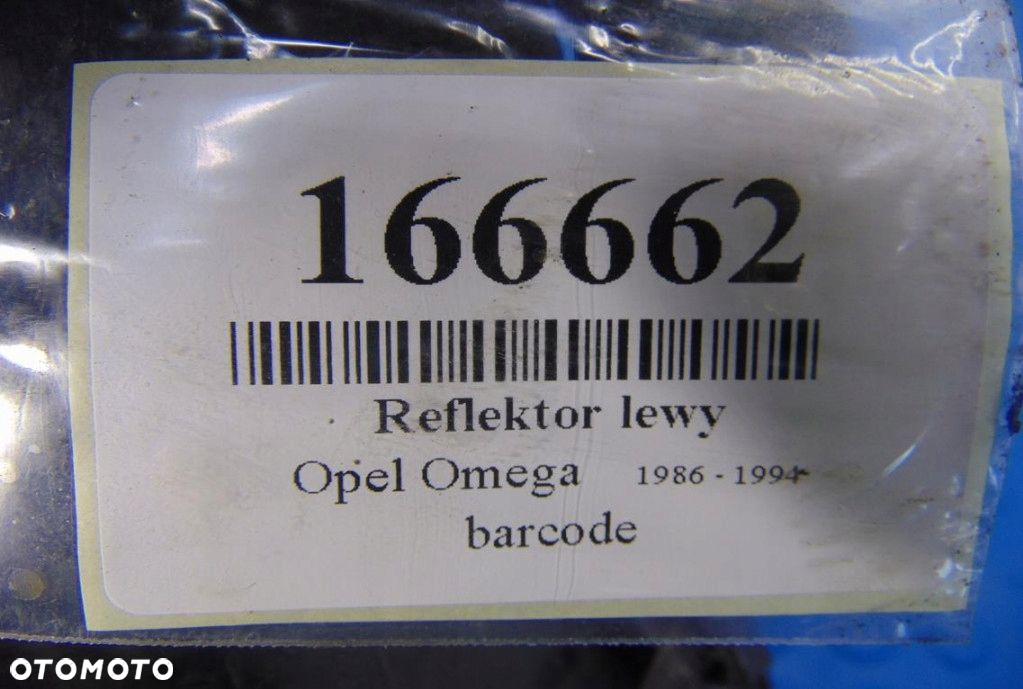 166662
Reflektor lewy
Opel Omega 1986 - 1994
barcode
OTOMOTO